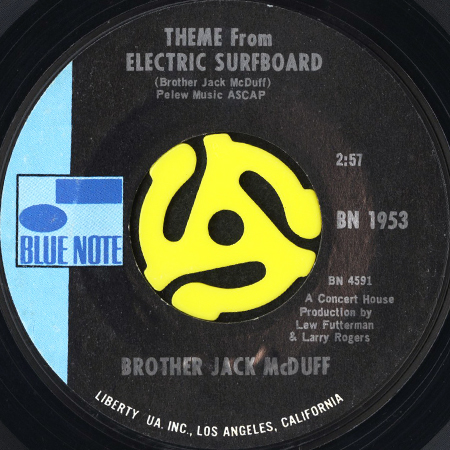 THEME From
ELECTRIC SURFBOARD
(Brother Jack McDuff)
Pelew Music ASCAP
2:57
BN 1953
BLUE NOTE
BN 4591
A Concert House
Production by
Lew Futterman
& Larry Rogers
BROTHER JACK McDUFF
LIBERTY UA. INC., LOS ANGELES, CALIFORNIA